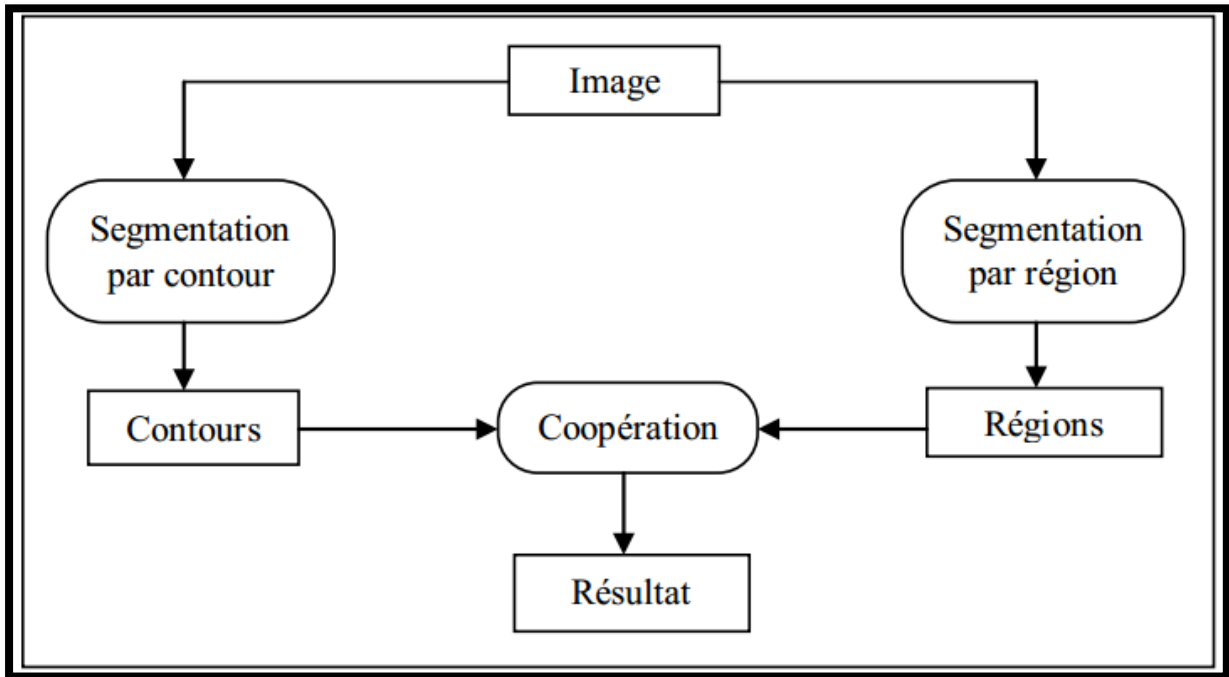 Image
Segmentation
par contour
Segmentation
par région
Contours
Coopération
Régions
Résultat